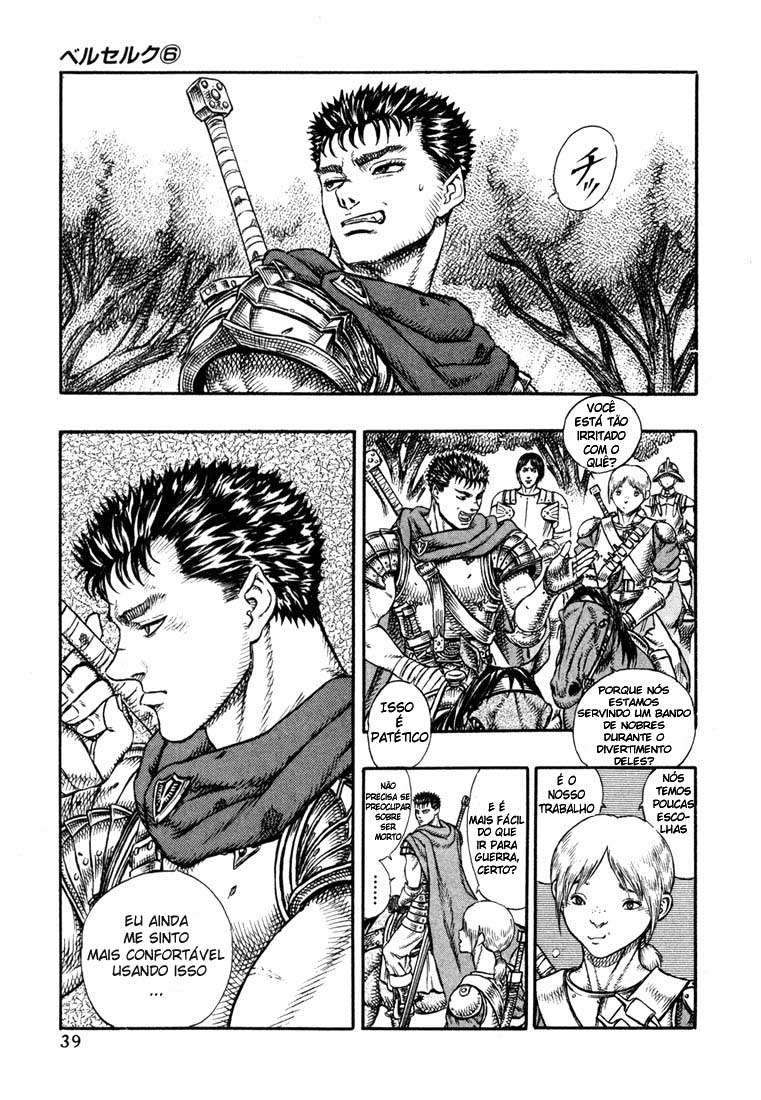 ベルセルク⑥
チッ
VOCÊ
ESTÁ TÃO
IRRITADO
COM O
QUÊ?
PORQUE NÓS
ESTAMOS
SERVINDO UM BANDO
DE NOBRES
DURANTE O
DIVERTIMENTO
DELES?
ISSO
É
PATÉTICO
NÓS
TEMOS
POUCAS
ESCO-
LHAS
É O
NOSSO
TRABALHO
E É
MAIS FÁCIL
DO QUE
IR PARA
GUERRA,
CERTO?
NÃO
PRECISA SE
PREOCUPAR
SOBRE
SER
MORTO
......
EU AINDA
ME SINTO
MAIS CONFORTÁVEL
USANDO ISSO
...
39